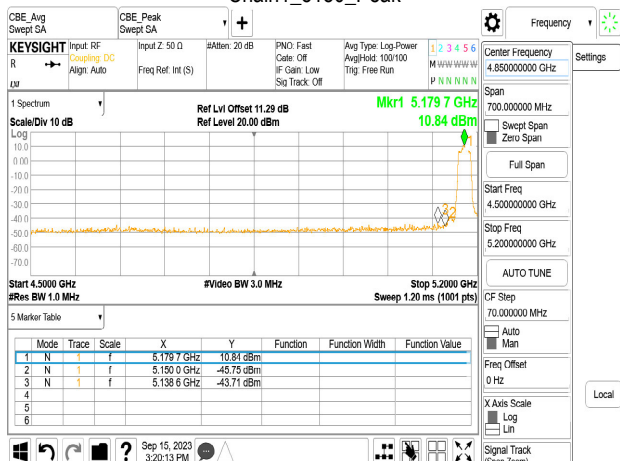 CBE_Avg
Swept SA
CBE_Peak
Swept SA
KEYSIGHT
R
Input: RF
Coupling: DC
Align: Auto
Input Z: 50 Ω
Freq Ref: Int (S)
#Atten: 20 dB
PNO: Fast
Gate: Off
IF Gain: Low
Sig Track: Off
Avg Type: Log-Power
Avg|Hold: 100/100
Trig: Free Run
1 2 3 4 5 6
M W W W W W
P N N N N N
1 Spectrum
Scale/Div 10 dB
Ref Lvl Offset 11.29 dB
Ref Level 20.00 dBm
Mkr1 5.179 7 GHz
10.84 dBm
Log
10.0
0.00
-10.0
-20.0
-30.0
-40.0
-50.0
-60.0
-70.0
Start 4.5000 GHz
#Res BW 1.0 MHz
#Video BW 3.0 MHz
Stop 5.2000 GHz
Sweep 1.20 ms (1001 pts)
5 Marker Table
Mode Trace Scale X Y Function Function Width Function Value
1 N 1 f 5.179 7 GHz 10.84 dBm
2 N 1 f 5.150 0 GHz -45.75 dBm
3 N 1 f 5.138 6 GHz -43.71 dBm
4
5
6
?
Sep 15, 2023
3:20:13 PM
Frequency
Settings
Center Frequency
4.850000000 GHz
Span
700.000000 MHz
Swept Span
Zero Span
Full Span
Start Freq
4.500000000 GHz
Stop Freq
5.200000000 GHz
AUTO TUNE
CF Step
70.000000 MHz
Auto
Man
Freq Offset
0 Hz
X Axis Scale
Log
Lin
Signal Track
(Span Zoom)
Local